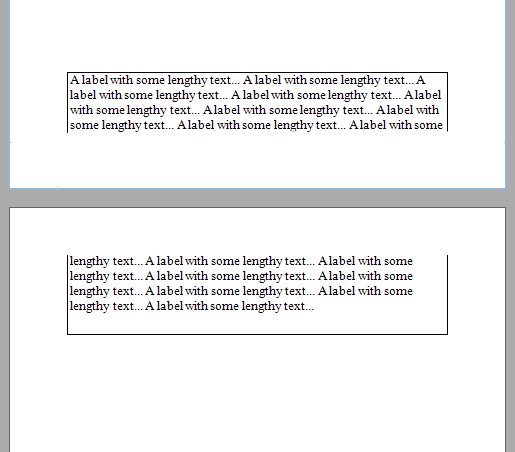 A label with some lengthy text... A label with some lengthy text... A
label with some lengthy text... A label with some lengthy text... A label
with some lengthy text... A label with some lengthy text... A label with
some lengthy text... A label with some lengthy text... A label with some
lengthy text... A label with some lengthy text... A label with some
lengthy text... A label with some lengthy text... A label with some
lengthy text... A label with some lengthy text... A label with some
lengthy text... A label with some lengthy text...